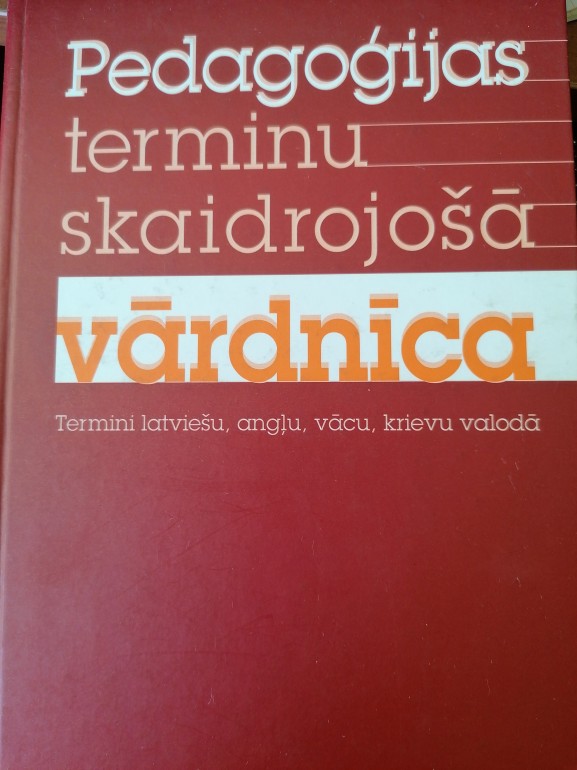 Pedagoģijas
terminu
skaidrojošā
vārdnīca
Termini latviešu, angļu, vācu, krievu valodā